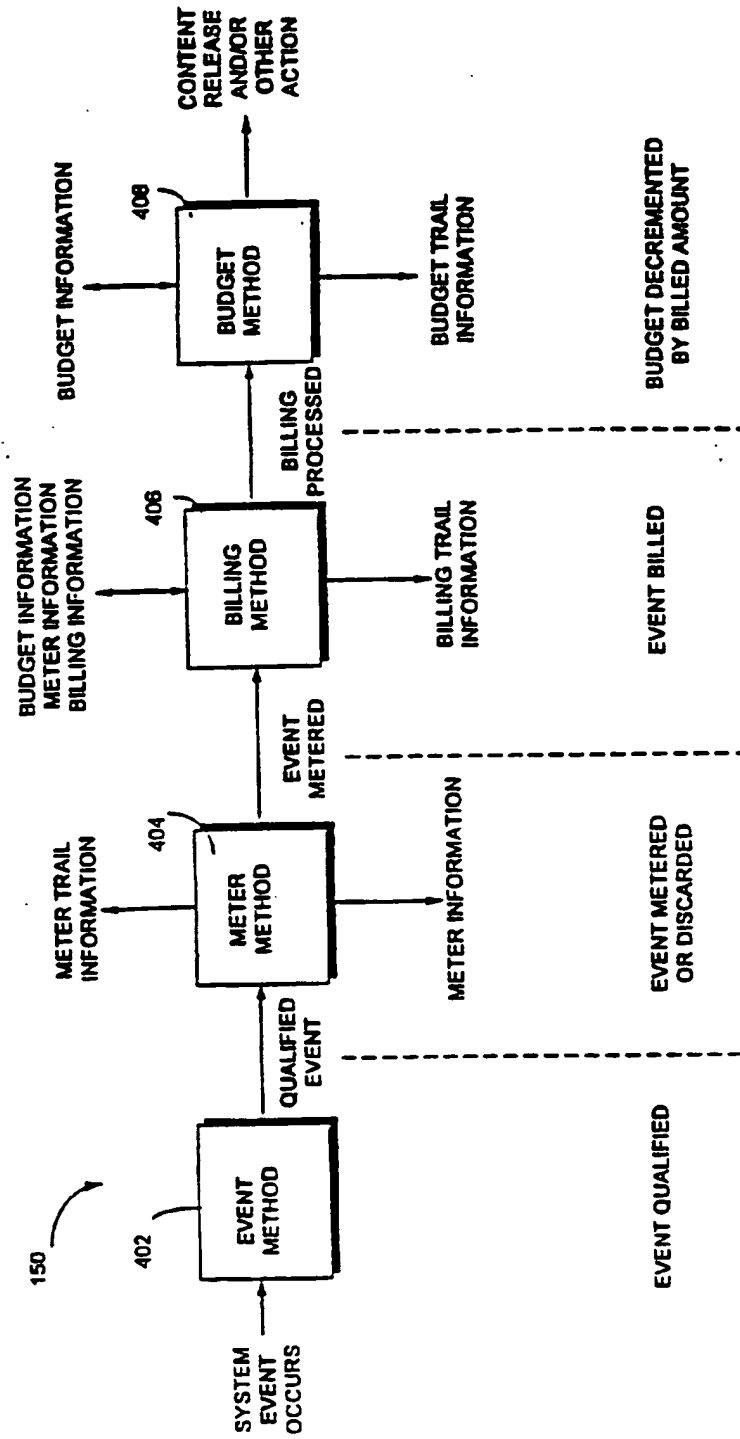 150
SYSTEM
EVENT
OCCURS
402
EVENT
METHOD
QUALIFIED
EVENT
METER TRAIL
INFORMATION
404
METER
METHOD
METER INFORMATION
EVENT
METERED
BUDGET INFORMATION
METER INFORMATION
BILLING INFORMATION
406
BILLING
METHOD
BILLING TRAIL
INFORMATION
BILLING
PROCESSED
BUDGET INFORMATION
408
BUDGET
METHOD
BUDGET TRAIL
INFORMATION
CONTENT
RELEASE
AND/OR
OTHER
ACTION
EVENT QUALIFIED
EVENT METERED
OR DISCARDED
EVENT BILLED
BUDGET DECREMENTED
BY BILLED AMOUNT